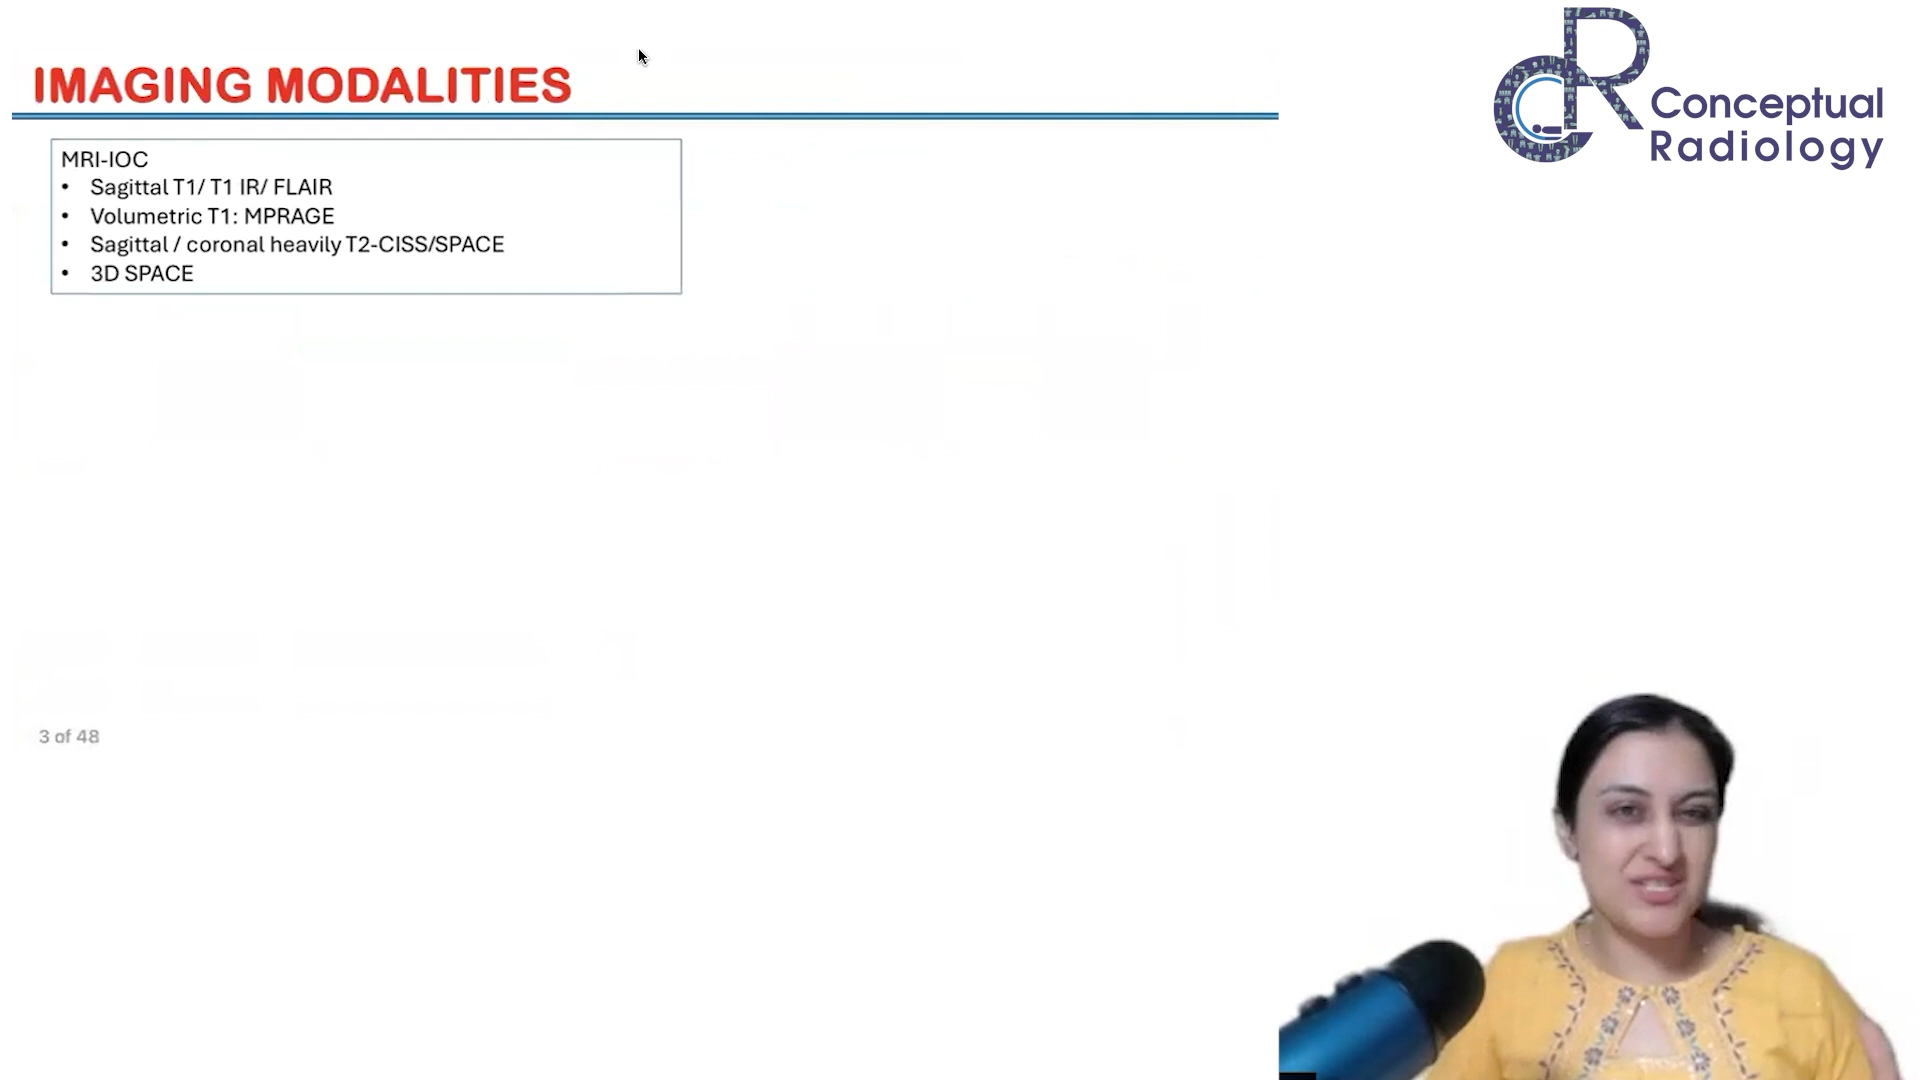 IMAGING MODALITIES
MRI-IOC
• Sagittal T1/ T1 IR/ FLAIR
• Volumetric T1: MPRAGE
• Sagittal / coronal heavily T2-CISS/SPACE
• 3D SPACE
3 of 48
CR
Conceptual
Radiology